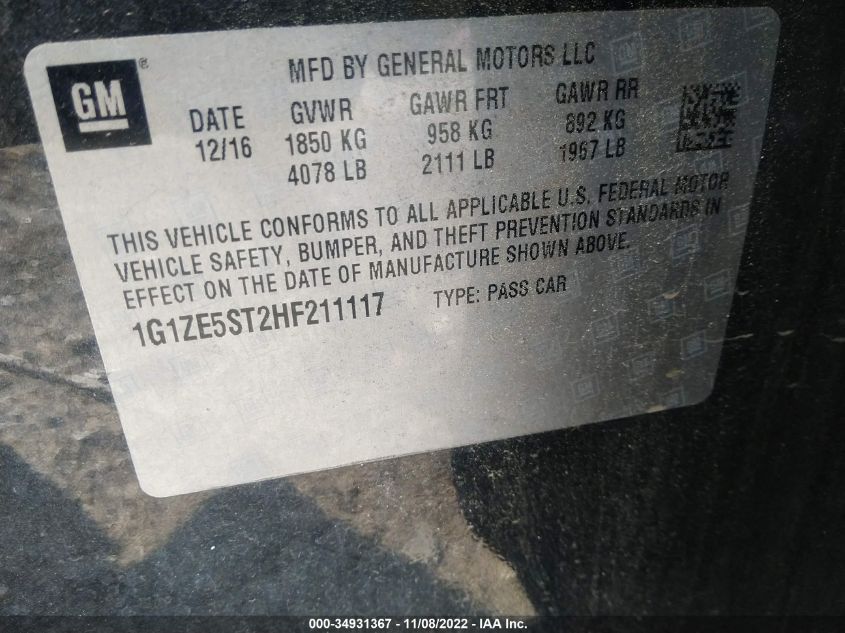 GM ®
MFD BY GENERAL MOTORS LLC
DATE GVWR GAWR FRT GAWR RR
12/16 1850 KG 958 KG 892 KG
4078 LB 2111 LB 1967 LB
THIS VEHICLE CONFORMS TO ALL APPLICABLE U.S. FEDERAL MOTOR
VEHICLE SAFETY, BUMPER, AND THEFT PREVENTION STANDARDS IN
EFFECT ON THE DATE OF MANUFACTURE SHOWN ABOVE.
1G1ZE5ST2HF211117 TYPE: PASS CAR
000-34931367 - 11/08/2022 - IAA Inc.